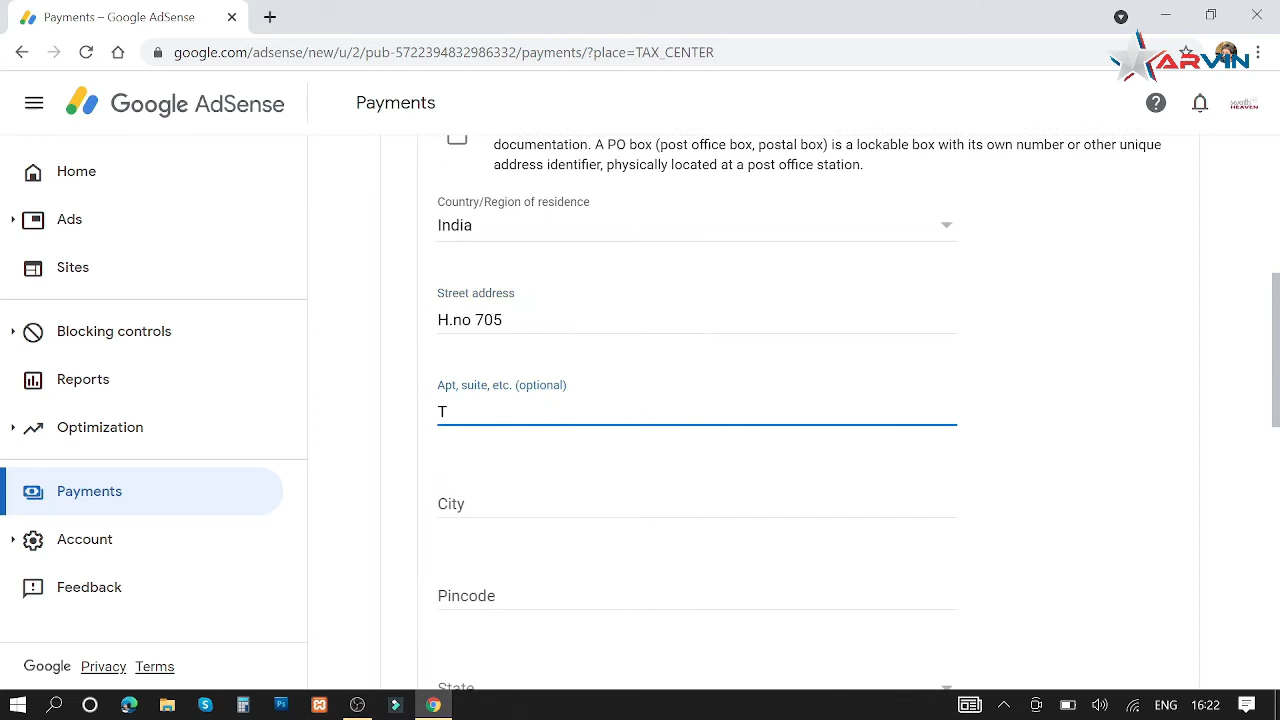 Payments – Google AdSense
google.com/adsense/new/u/2/pub-5722394832986332/payments/?place=TAX_CENTER
ARVIN
Google AdSense
Payments
HEAVEN
Home
Ads
Sites
Blocking controls
Reports
Optimization
Payments
Account
Feedback
Google Privacy Terms
documentation. A PO box (post office box, postal box) is a lockable box with its own number or other unique
address identifier, physically located at a post office station.
Country/Region of residence
India
Street address
H.no 705
Apt, suite, etc. (optional)
T
City
Pincode
State
ENG 16:22